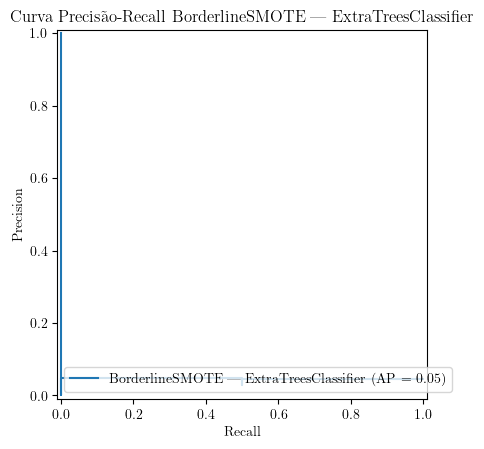 Curva Precisão-Recall BorderlineSMOTE — ExtraTreesClassifier
1.0
0.8
0.6
0.4
0.2
0.0
Precision
BorderlineSMOTE — ExtraTreesClassifier (AP = 0.05)
0.0 0.2 0.4 0.6 0.8 1.0
Recall